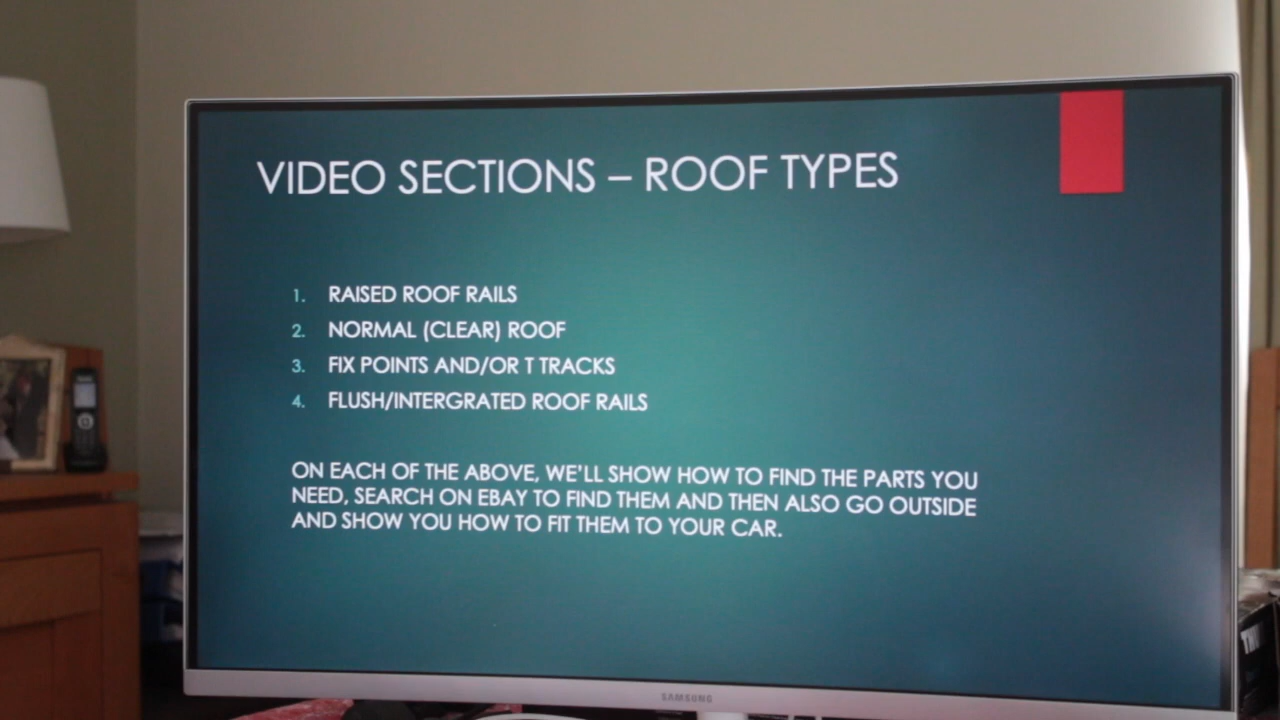 VIDEO SECTIONS – ROOF TYPES
1. RAISED ROOF RAILS
2. NORMAL (CLEAR) ROOF
3. FIX POINTS AND/OR T TRACKS
4. FLUSH/INTERGRATED ROOF RAILS
ON EACH OF THE ABOVE, WE'LL SHOW HOW TO FIND THE PARTS YOU
NEED, SEARCH ON EBAY TO FIND THEM AND THEN ALSO GO OUTSIDE
AND SHOW YOU HOW TO FIT THEM TO YOUR CAR.
SAMSUNG